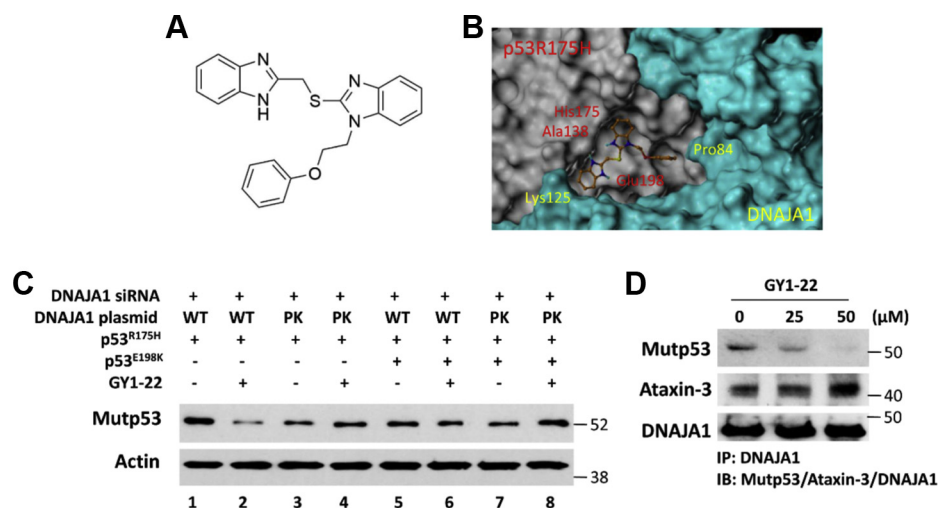 A
N
N
H
S
N
N
O
B
p53R175H
His175
Ala138
Pro84
Glu198
Lys125
DNAJA1
C
DNAJA1 siRNA + + + + + + + +
DNAJA1 plasmid WT WT PK PK WT WT PK PK
p53R175H + + + + + + + +
p53E198K - - - - + + + +
GY1-22 - + - + - + - +
Mutp53 52
Actin 38
1 2 3 4 5 6 7 8
D
GY1-22
0 25 50 (μM)
Mutp53 50
Ataxin-3 40
50
DNAJA1
IP: DNAJA1
IB: Mutp53/Ataxin-3/DNAJA1